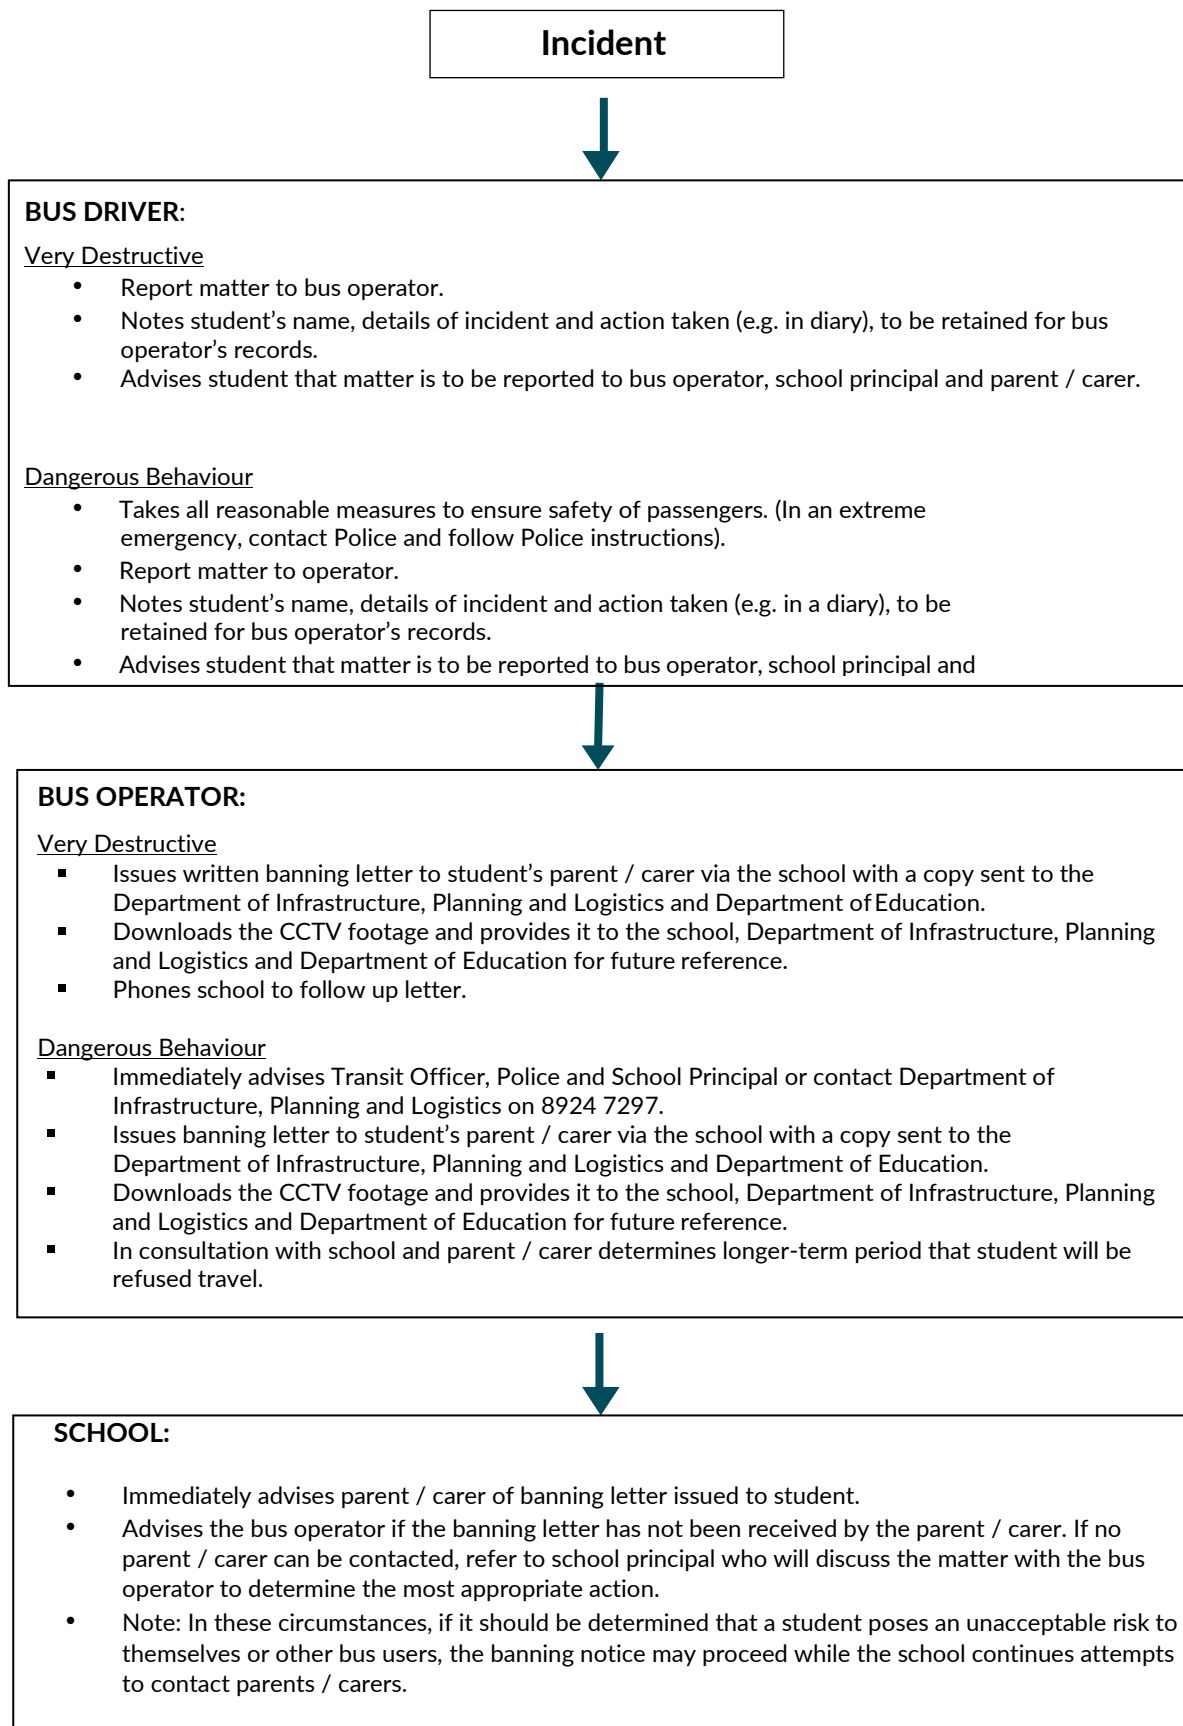 Incident
BUS DRIVER:
Very Destructive
• Report matter to bus operator.
• Notes student’s name, details of incident and action taken (e.g. in diary), to be retained for bus
operator’s records.
• Advises student that matter is to be reported to bus operator, school principal and parent / carer.
Dangerous Behaviour
• Takes all reasonable measures to ensure safety of passengers. (In an extreme
emergency, contact Police and follow Police instructions).
• Report matter to operator.
• Notes student’s name, details of incident and action taken (e.g. in a diary), to be
retained for bus operator’s records.
• Advises student that matter is to be reported to bus operator, school principal and
BUS OPERATOR:
Very Destructive
▪ Issues written banning letter to student’s parent / carer via the school with a copy sent to the
Department of Infrastructure, Planning and Logistics and Department of Education.
▪ Downloads the CCTV footage and provides it to the school, Department of Infrastructure, Planning
and Logistics and Department of Education for future reference.
▪ Phones school to follow up letter.
Dangerous Behaviour
▪ Immediately advises Transit Officer, Police and School Principal or contact Department of
Infrastructure, Planning and Logistics on 8924 7297.
▪ Issues banning letter to student’s parent / carer via the school with a copy sent to the
Department of Infrastructure, Planning and Logistics and Department of Education.
▪ Downloads the CCTV footage and provides it to the school, Department of Infrastructure, Planning
and Logistics and Department of Education for future reference.
▪ In consultation with school and parent / carer determines longer-term period that student will be
refused travel.
SCHOOL:
• Immediately advises parent / carer of banning letter issued to student.
• Advises the bus operator if the banning letter has not been received by the parent / carer. If no
parent / carer can be contacted, refer to school principal who will discuss the matter with the bus
operator to determine the most appropriate action.
• Note: In these circumstances, if it should be determined that a student poses an unacceptable risk to
themselves or other bus users, the banning notice may proceed while the school continues attempts
to contact parents / carers.